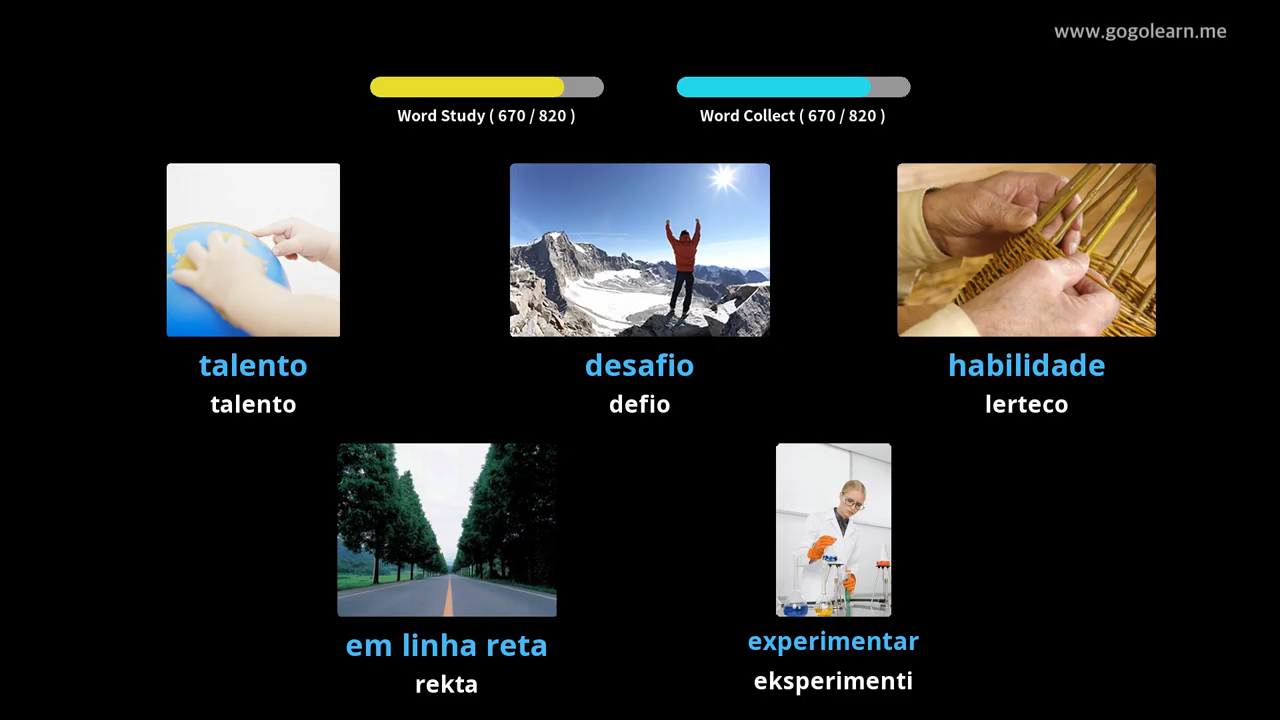 www.gogolearn.me
Word Study ( 670 / 820 )
Word Collect ( 670 / 820 )
talento
talento
desafio
defio
habilidade
lerteco
em linha reta
rekta
experimentar
eksperimenti